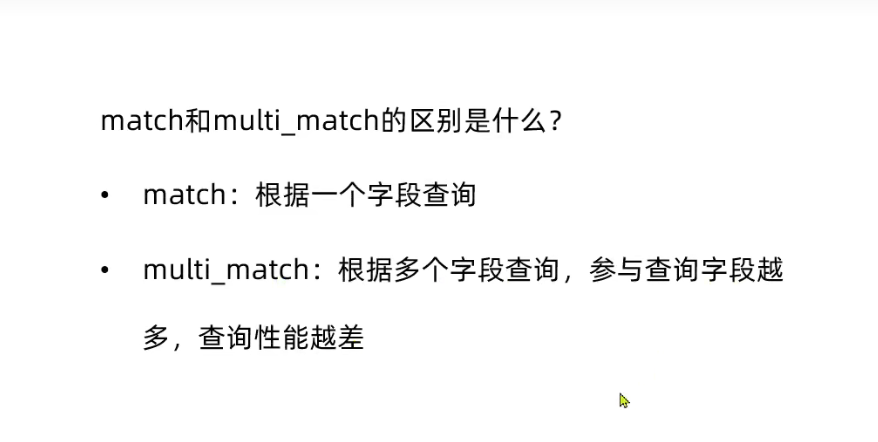 match和multi_match的区别是什么?
• match：根据一个字段查询
• multi_match：根据多个字段查询，参与查询字段越
多，查询性能越差